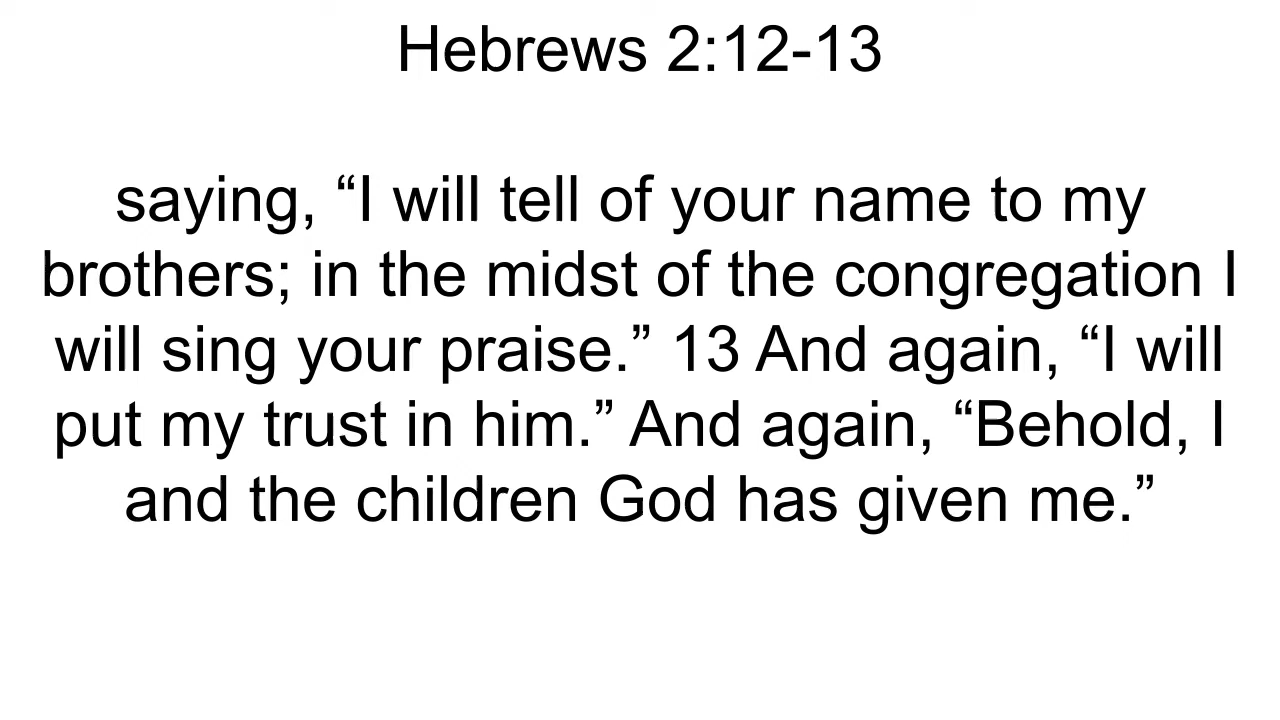 Hebrews 2:12-13
saying, “I will tell of your name to my
brothers; in the midst of the congregation I
will sing your praise.” 13 And again, “I will
put my trust in him.” And again, “Behold, I
and the children God has given me.”